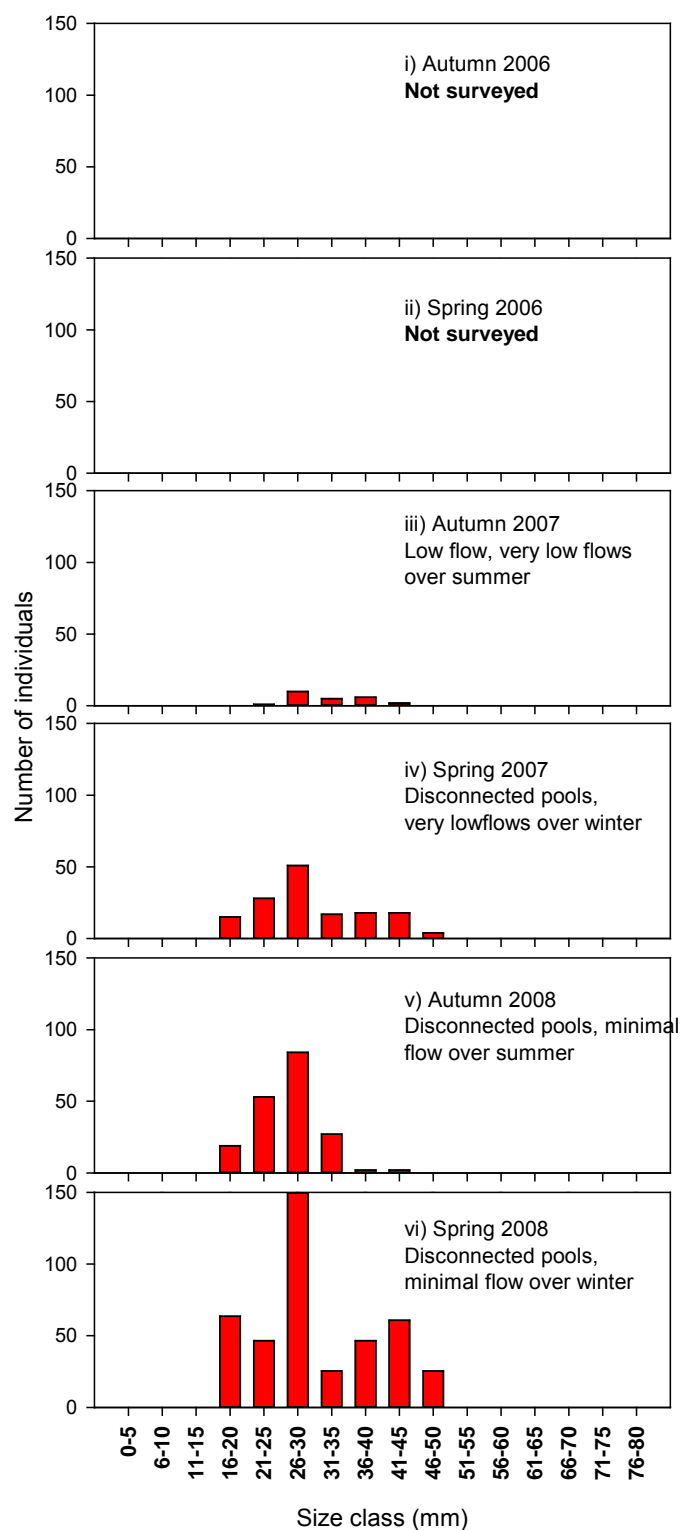 150
i) Autumn 2006
Not surveyed
100
50
0
150
ii) Spring 2006
Not surveyed
100
50
0
150
iii) Autumn 2007
Low flow, very low flows
over summer
100
50
0
Number of individuals
150
iv) Spring 2007
Disconnected pools,
very lowflows over winter
100
50
0
150
v) Autumn 2008
Disconnected pools, minimal
flow over summer
100
50
0
150
vi) Spring 2008
Disconnected pools,
minimal flow over winter
100
50
0
0-5
6-10
11-15
16-20
21-25
26-30
31-35
36-40
41-45
46-50
51-55
56-60
61-65
66-70
71-75
76-80
Size class (mm)